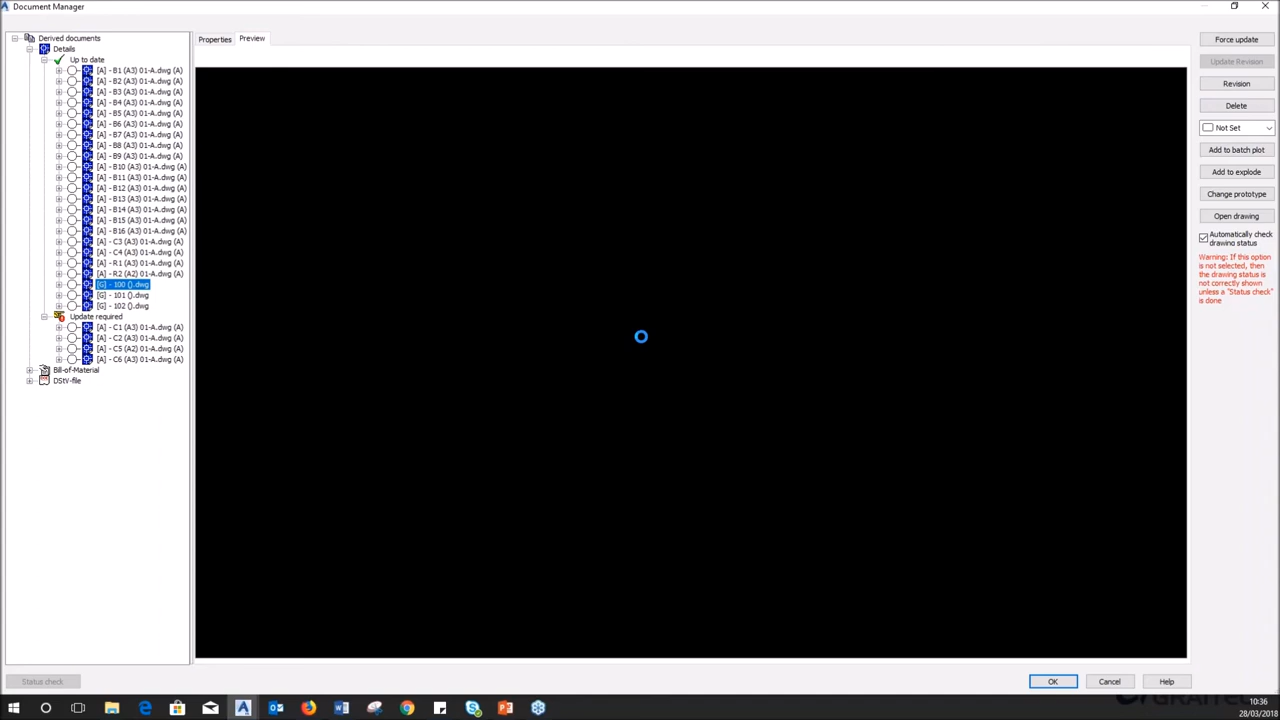 Document Manager
Derived documents
Details
Up to date
[A] - B1 (A3) 01-A.dwg (A)
[A] - B2 (A3) 01-A.dwg (A)
[A] - B3 (A3) 01-A.dwg (A)
[A] - B4 (A3) 01-A.dwg (A)
[A] - B5 (A3) 01-A.dwg (A)
[A] - B6 (A3) 01-A.dwg (A)
[A] - B7 (A3) 01-A.dwg (A)
[A] - B8 (A3) 01-A.dwg (A)
[A] - B9 (A3) 01-A.dwg (A)
[A] - B10 (A3) 01-A.dwg (A)
[A] - B11 (A3) 01-A.dwg (A)
[A] - B12 (A3) 01-A.dwg (A)
[A] - B13 (A3) 01-A.dwg (A)
[A] - B14 (A3) 01-A.dwg (A)
[A] - B15 (A3) 01-A.dwg (A)
[A] - B16 (A3) 01-A.dwg (A)
[A] - C3 (A3) 01-A.dwg (A)
[A] - C4 (A3) 01-A.dwg (A)
[A] - R1 (A3) 01-A.dwg (A)
[A] - R2 (A2) 01-A.dwg (A)
[G] - 100 ().dwg
[G] - 101 ().dwg
[G] - 102 ().dwg
Update required
[A] - C1 (A3) 01-A.dwg (A)
[A] - C2 (A3) 01-A.dwg (A)
[A] - C5 (A2) 01-A.dwg (A)
[A] - C6 (A3) 01-A.dwg (A)
Bill-of-Material
DStV-file
Properties
Preview
Force update
Update Revision
Revision
Delete
Not Set
Add to batch plot
Add to explode
Change prototype
Open drawing
Automatically check
drawing status
Warning: If this option
is not selected, then
the drawing status is
not correctly shown
unless a "Status check"
is done
Status check
OK
Cancel
Help
10:36
28/03/2018